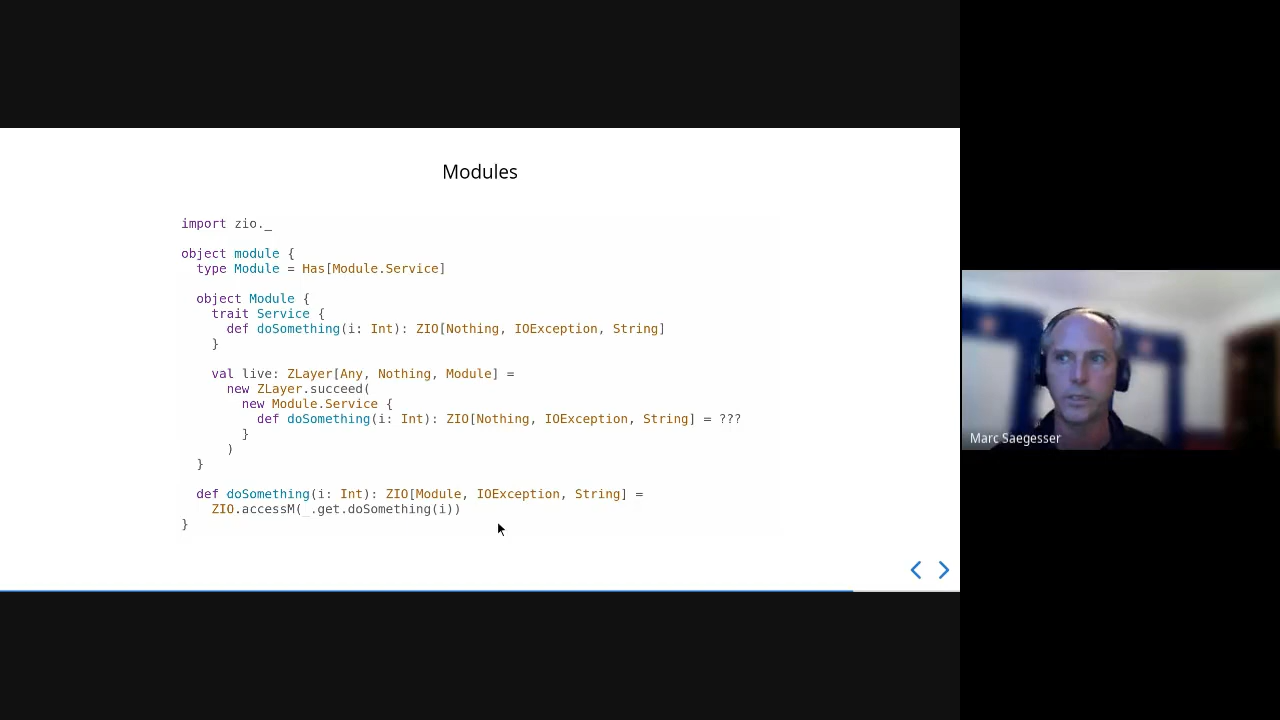 Modules
import zio._
object module {
  type Module = Has[Module.Service]
  object Module {
    trait Service {
      def doSomething(i: Int): ZIO[Nothing, IOException, String]
    }
    val live: ZLayer[Any, Nothing, Module] =
      new ZLayer.succeed(
        new Module.Service {
          def doSomething(i: Int): ZIO[Nothing, IOException, String] = ???
        }
      )
  }
  def doSomething(i: Int): ZIO[Module, IOException, String] =
    ZIO.accessM(_.get.doSomething(i))
}
Marc Saegesser